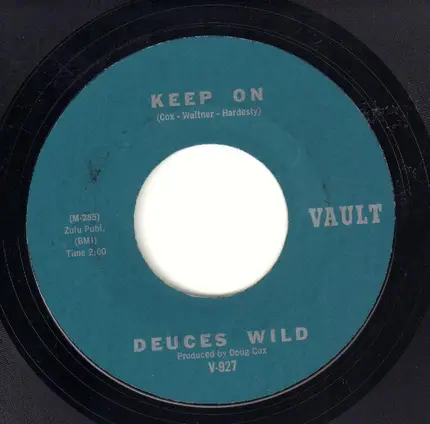 KEEP ON
(Cox - Waltner - Hardesty)
(M-285)
Zulu Publ.
(BMI)
Time 2:00
VAULT
DEUCES WILD
Produced by Doug Cox
V-927